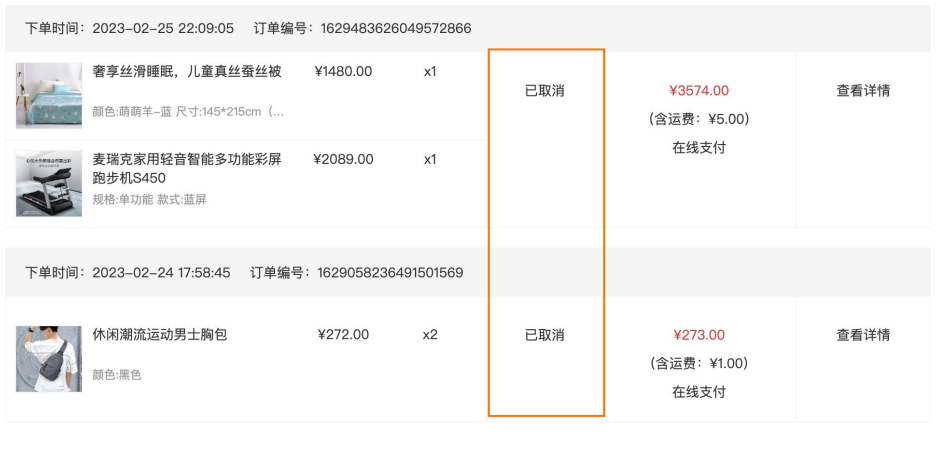 下单时间：2023-02-25 22:09:05 订单编号：1629483626049572866
奢享丝滑睡眠，儿童真丝蚕丝被 ¥1480.00 x1
颜色:萌萌羊-蓝 尺寸:145*215cm（...
已取消
¥3574.00
（含运费：¥5.00）
在线支付
查看详情
麦瑞克家用轻音智能多功能彩屏 ¥2089.00 x1
跑步机S450
规格:单功能 款式:蓝屏
下单时间：2023-02-24 17:58:45 订单编号：1629058236491501569
休闲潮流运动男士胸包 ¥272.00 x2
颜色:黑色
已取消
¥273.00
（含运费：¥1.00）
在线支付
查看详情